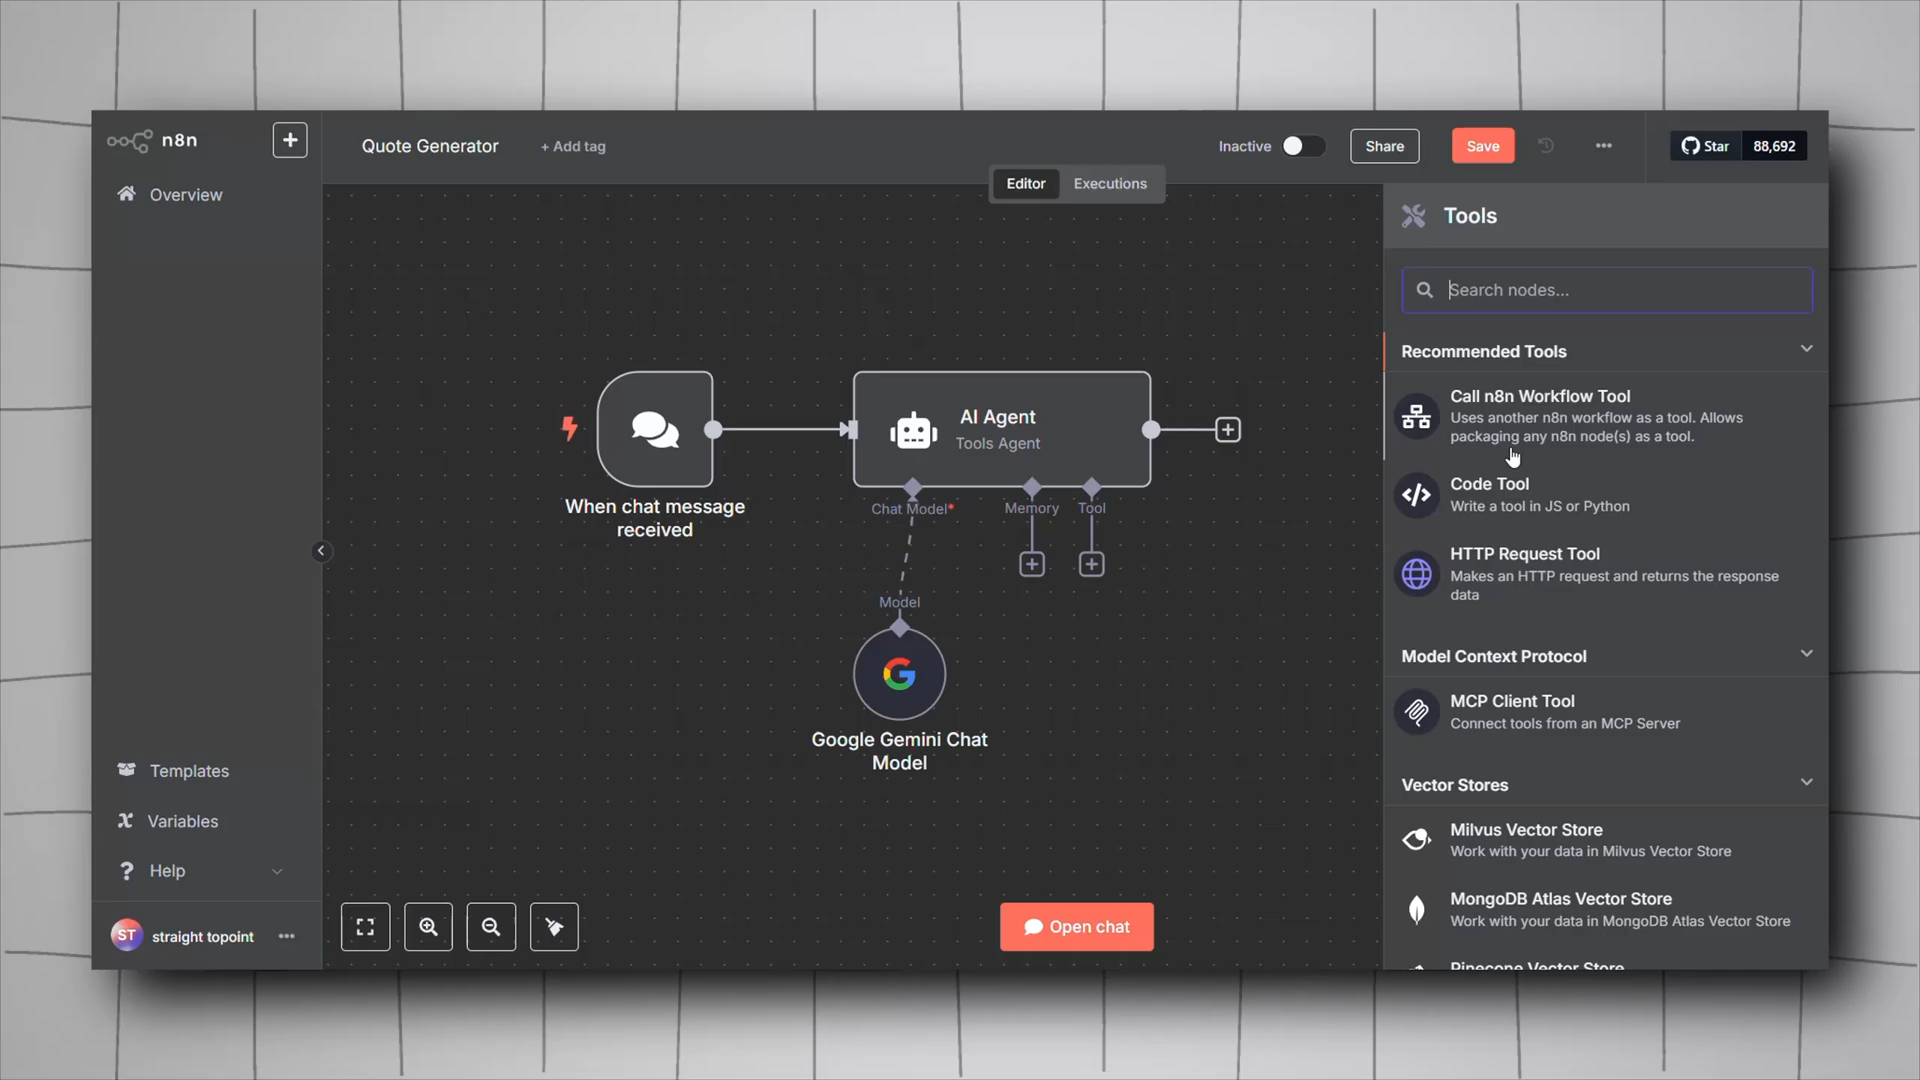 n8n
Overview
Templates
Variables
Help
ST
straight topoint
Quote Generator
+ Add tag
Inactive
Share
Save
Star
88,692
Editor
Executions
When chat message
received
AI Agent
Tools Agent
Chat Model*
Memory
Tool
Model
Google Gemini Chat
Model
Open chat
Tools
Search nodes...
Recommended Tools
Call n8n Workflow Tool
Uses another n8n workflow as a tool. Allows
packaging any n8n node(s) as a tool.
Code Tool
Write a tool in JS or Python
HTTP Request Tool
Makes an HTTP request and returns the response
data
Model Context Protocol
MCP Client Tool
Connect tools from an MCP Server
Vector Stores
Milvus Vector Store
Work with your data in Milvus Vector Store
MongoDB Atlas Vector Store
Work with your data in MongoDB Atlas Vector Store
Pinecone Vector Store